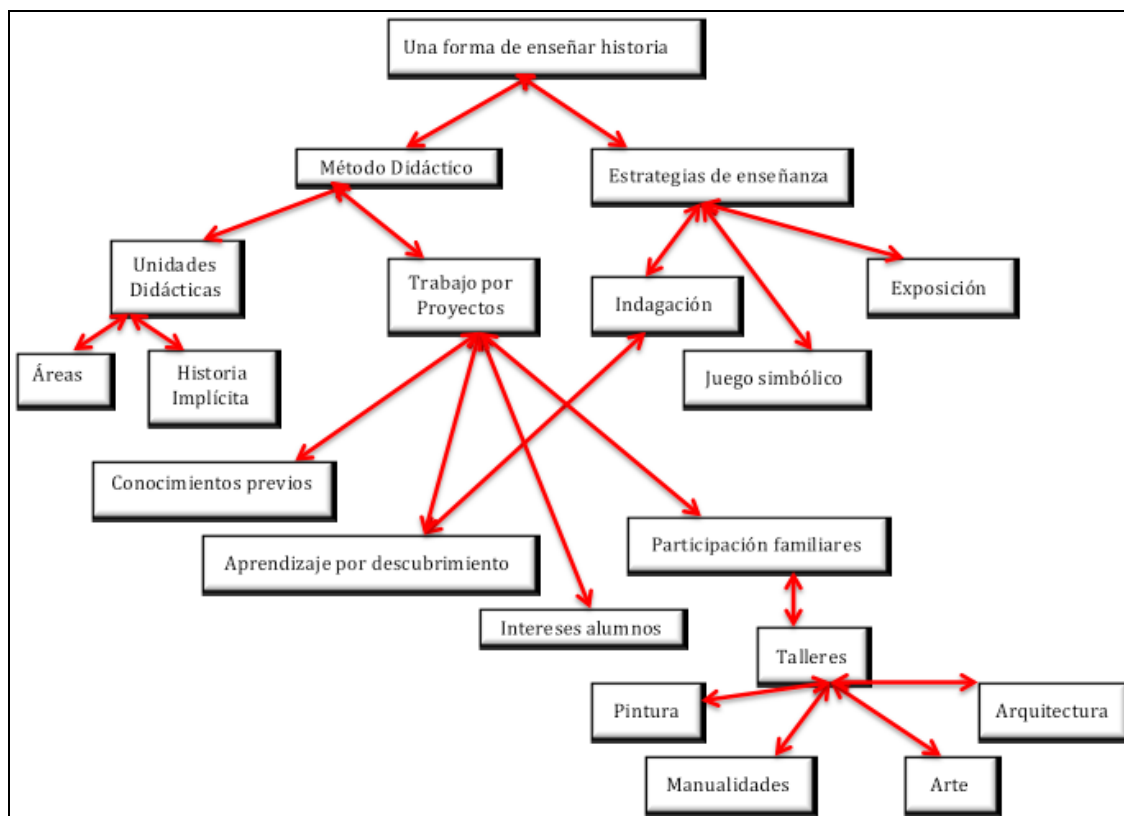 Una forma de enseñar historia
Método Didáctico
Estrategias de enseñanza
Unidades
Didácticas
Trabajo por
Proyectos
Indagación
Exposición
Áreas
Historia
Implícita
Juego simbólico
Conocimientos previos
Aprendizaje por descubrimiento
Participación familiares
Intereses alumnos
Talleres
Pintura
Arquitectura
Manualidades
Arte